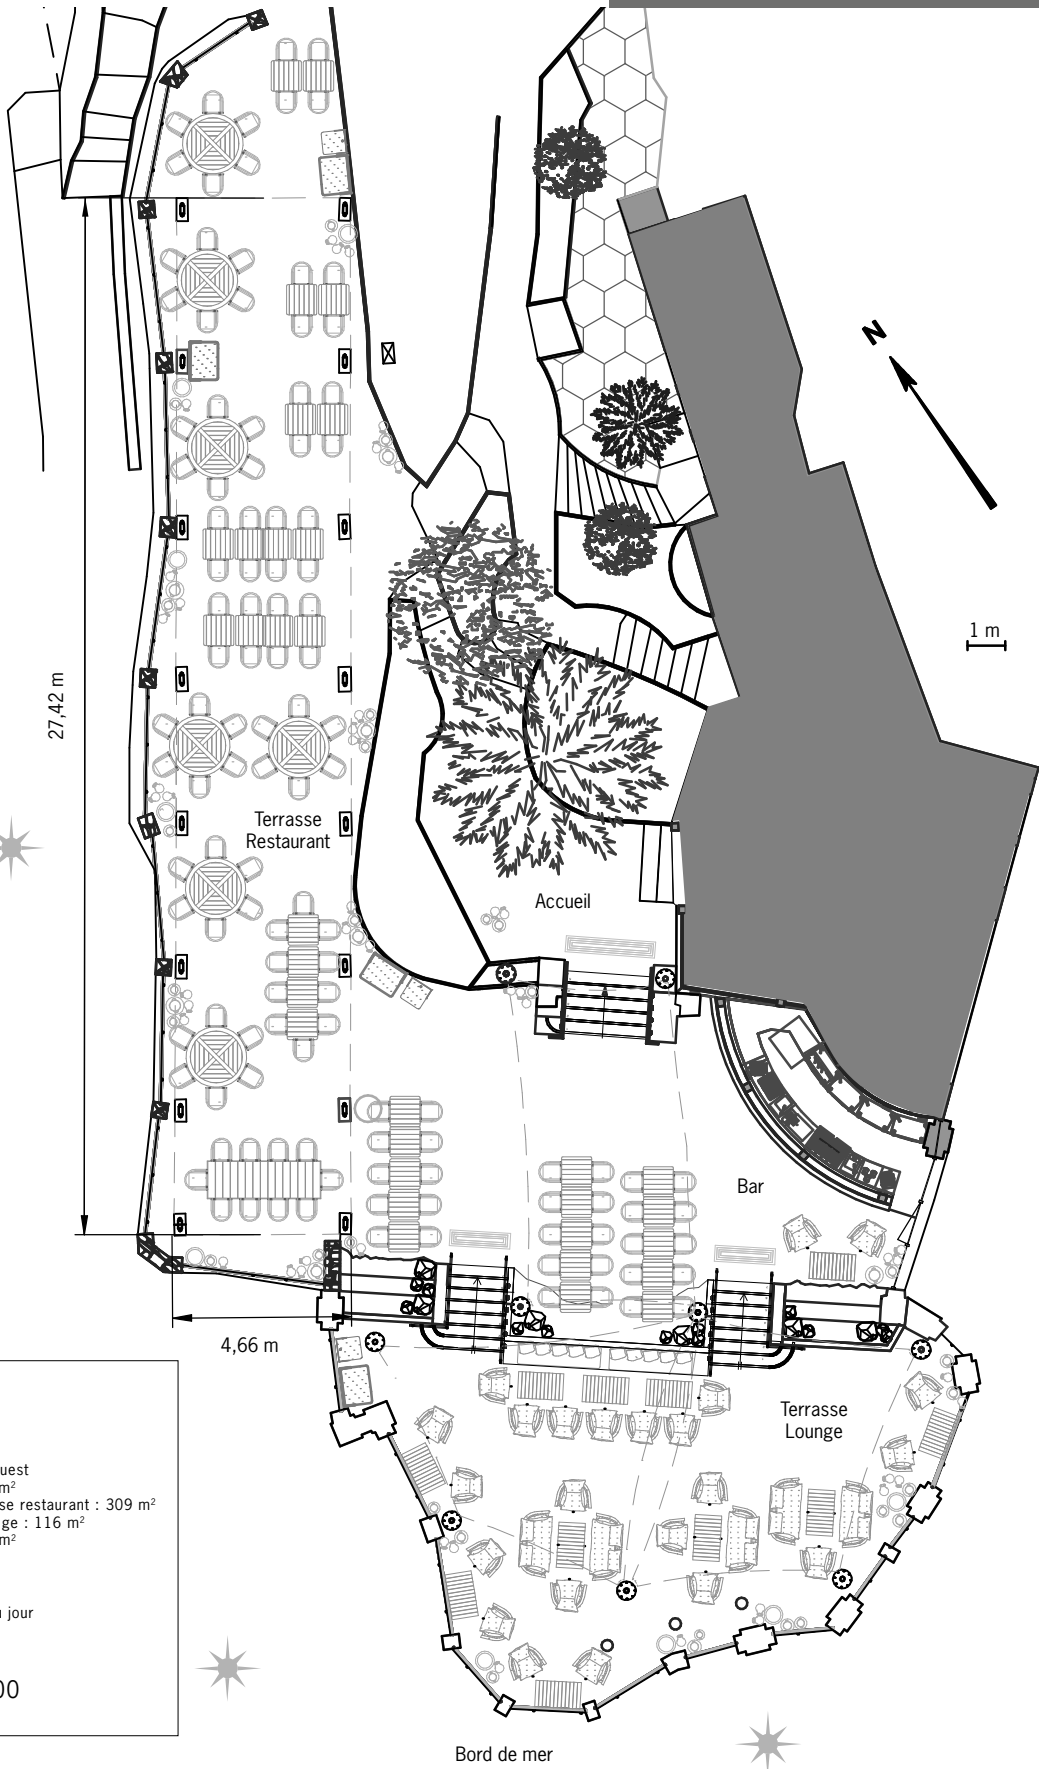 N
1 m
27,42 m
Terrasse
Restaurant
Accueil
Bar
4,66 m
Terrasse
Lounge
uest
m²
se restaurant : 309 m²
ge : 116 m²
m²
u jour
00
Bord de mer